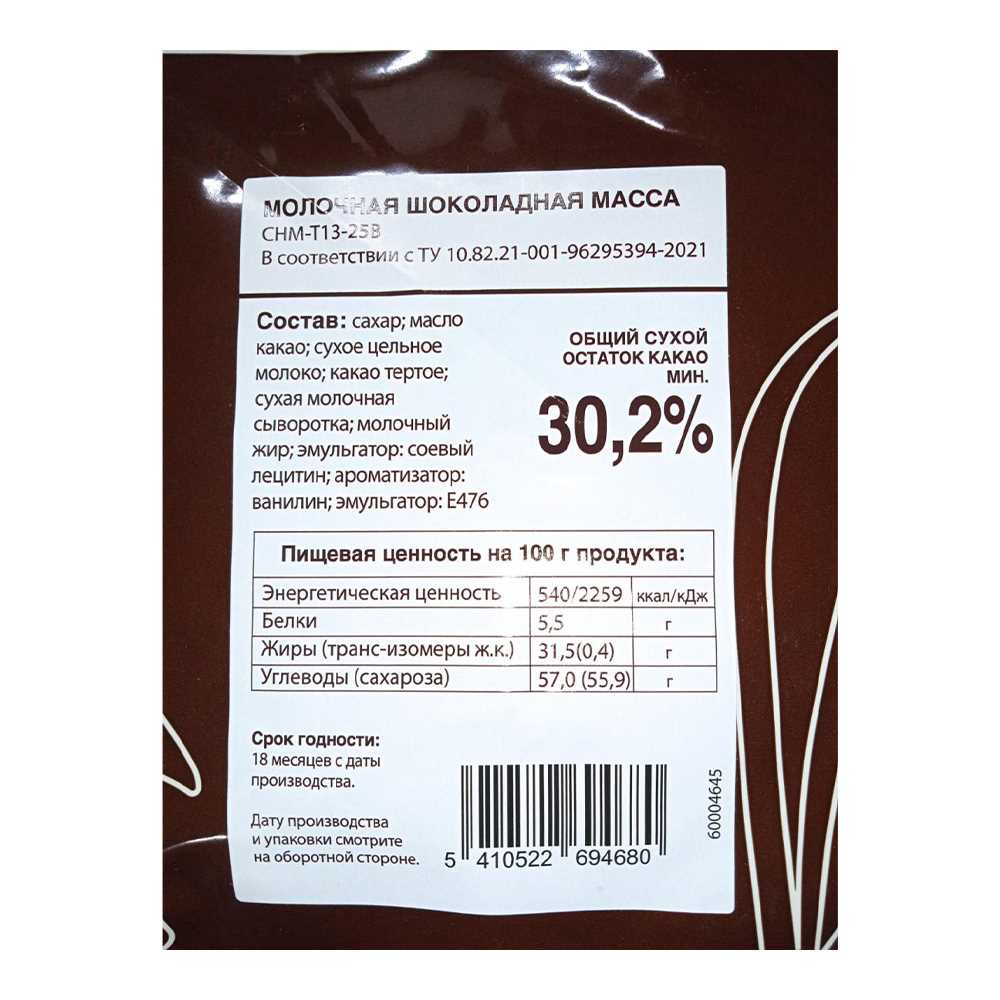 МОЛОЧНАЯ ШОКОЛАДНАЯ МАССА
CHM-T13-25B
В соответствии с ТУ 10.82.21-001-96295394-2021
Состав: сахар; масло
какао; сухое цельное
молоко; какао тертое;
сухая молочная
сыворотка; молочный
жир; эмульгатор: соевый
лецитин; ароматизатор:
ванилин; эмульгатор: Е476
ОБЩИЙ СУХОЙ
ОСТАТОК КАКАО
МИН.
30,2%
Пищевая ценность на 100 г продукта:
Энергетическая ценность 540/2259 ккал/кДж
Белки 5,5 г
Жиры (транс-изомеры ж.к.) 31,5(0,4) г
Углеводы (сахароза) 57,0 (55,9) г
Срок годности:
18 месяцев с даты
производства.
Дату производства
и упаковки смотрите
на оборотной стороне.
5 410522 694680
60004645